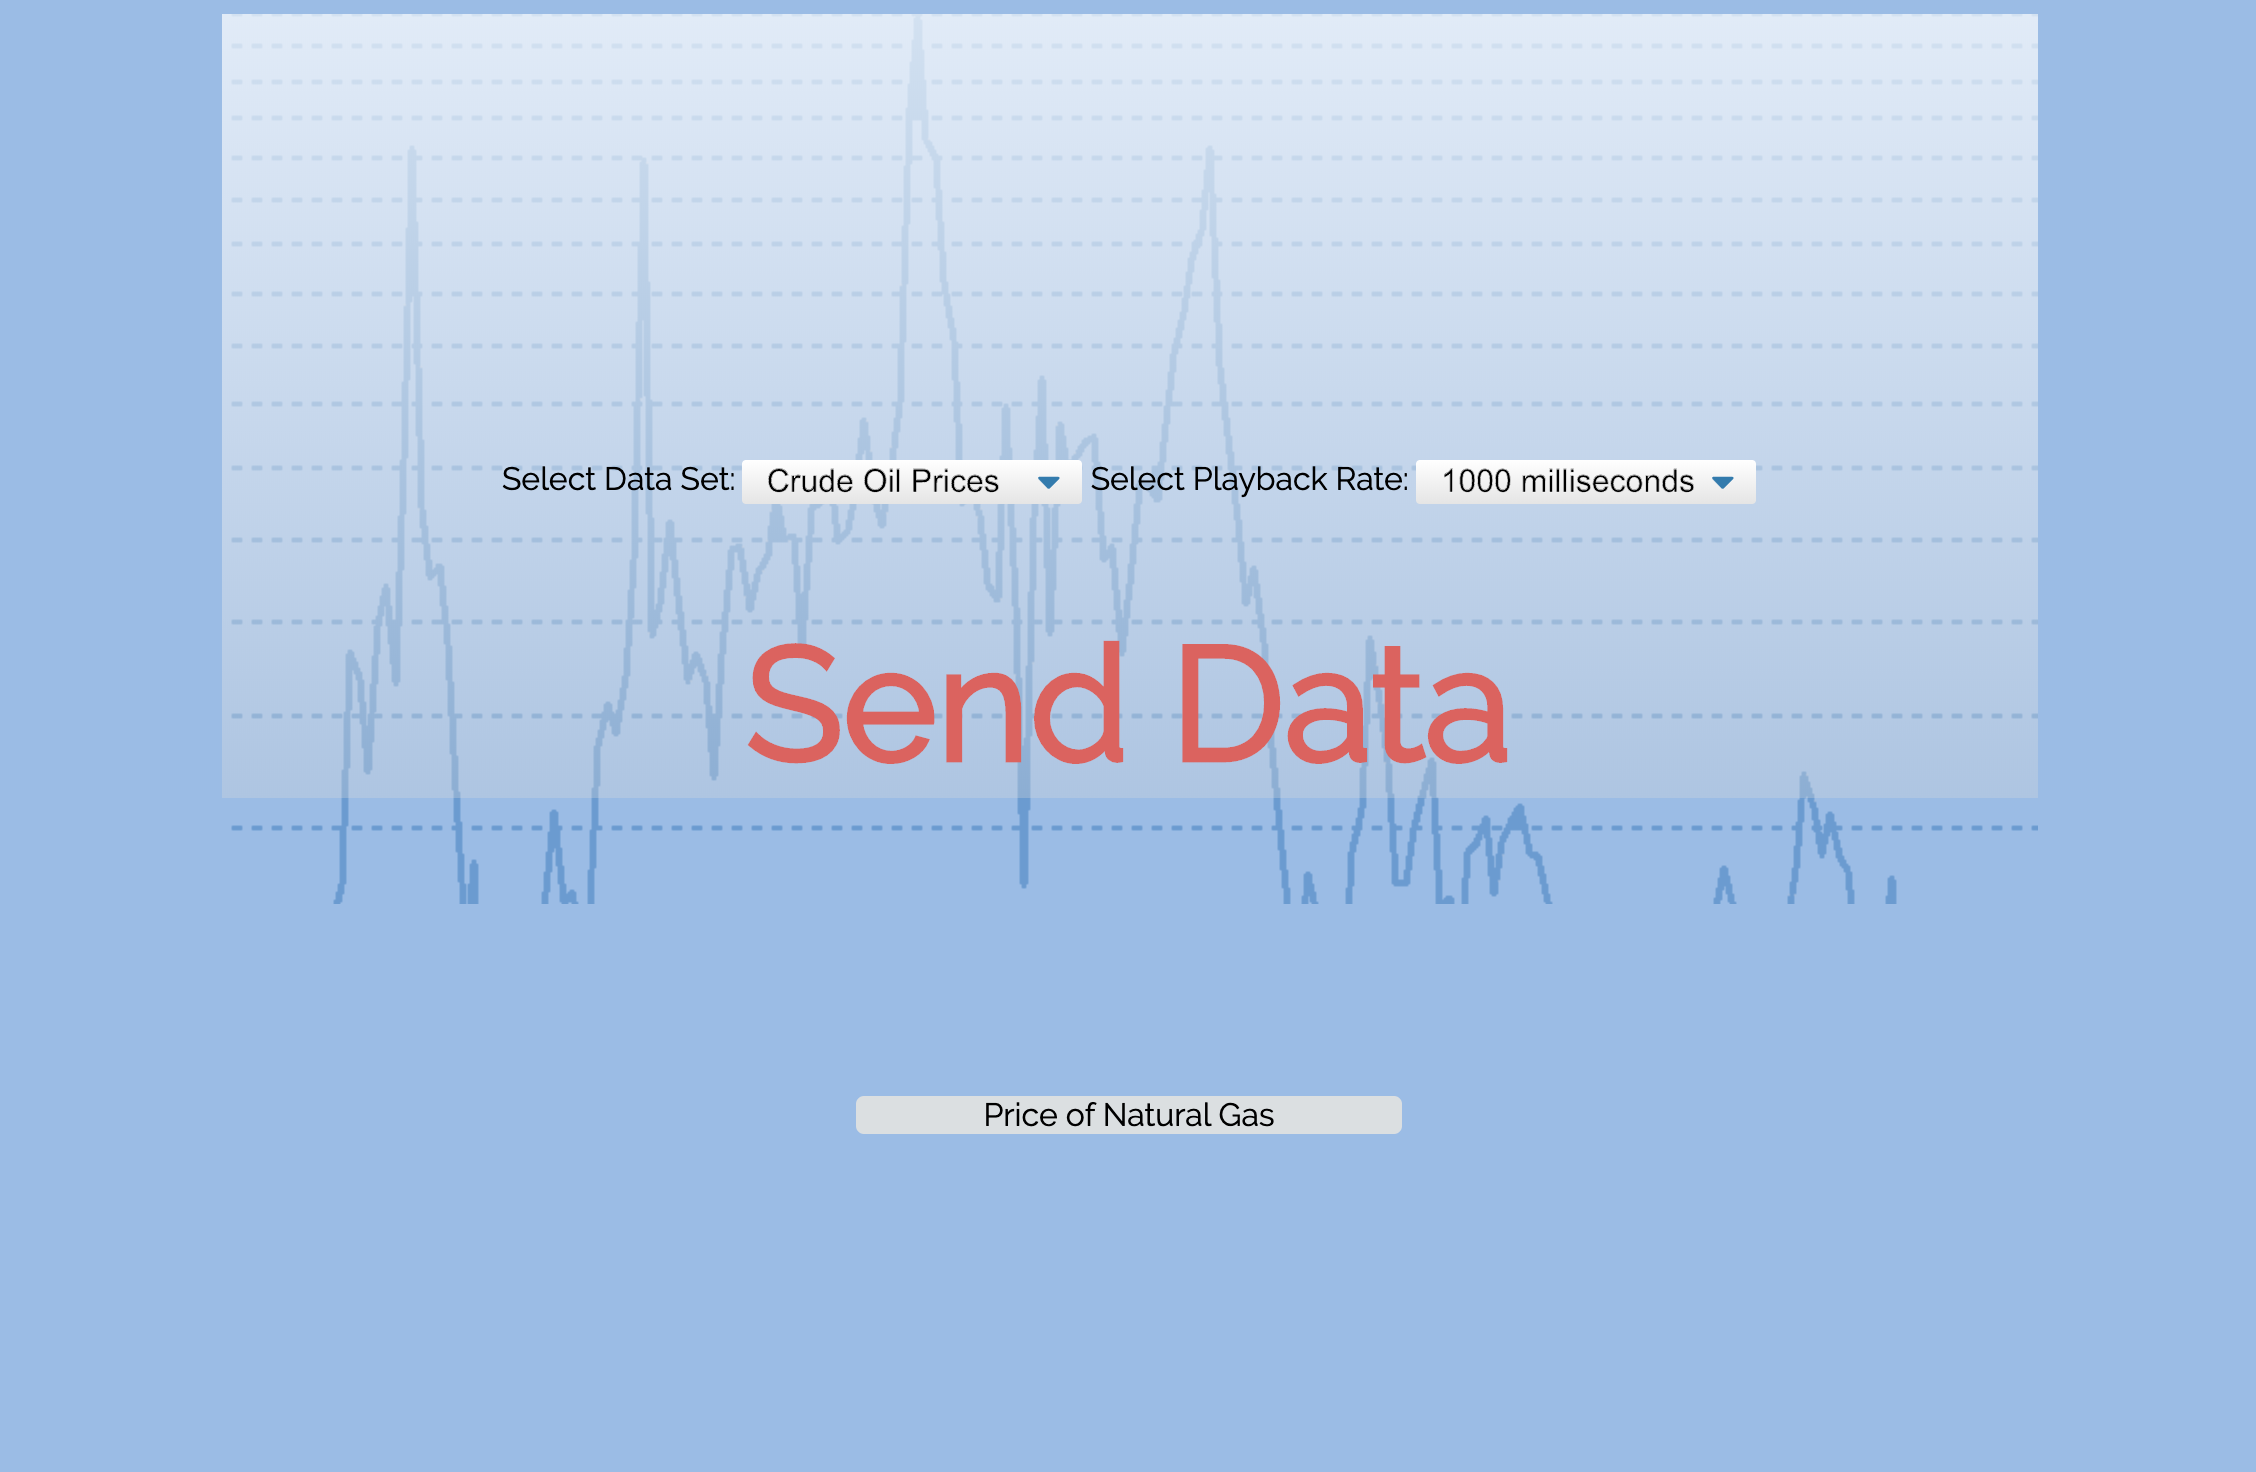 Select Data Set: Crude Oil Prices Select Playback Rate: 1000 milliseconds
Send Data
Price of Natural Gas